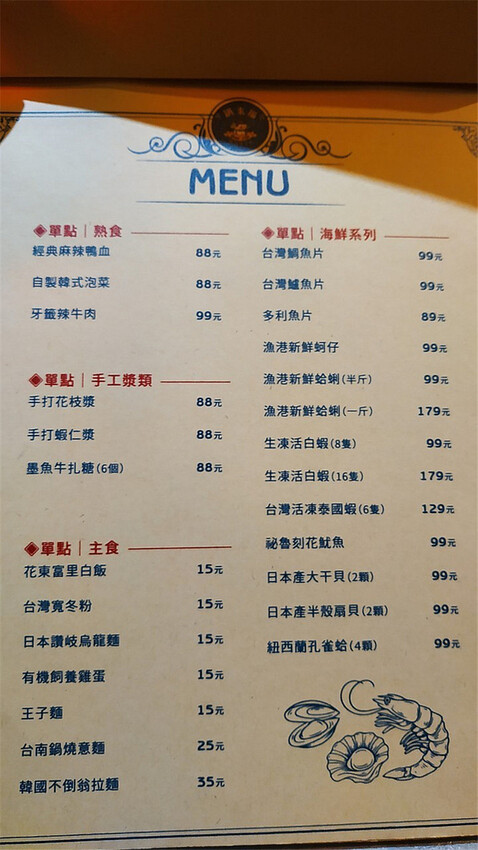 MENU
◈單點｜熟食
經典麻辣鴨血 88元
自製韓式泡菜 88元
牙籤辣牛肉 99元
◈單點｜手工漿類
手打花枝漿 88元
手打蝦仁漿 88元
墨魚牛扎糖(6個) 88元
◈單點｜主食
花東富里白飯 15元
台灣寬冬粉 15元
日本讚岐烏龍麵 15元
有機飼養雞蛋 15元
王子麵 15元
台南鍋燒意麵 25元
韓國不倒翁拉麵 35元
◈單點｜海鮮系列
台灣鯛魚片 99元
台灣鱸魚片 99元
多利魚片 89元
漁港新鮮蚵仔 99元
漁港新鮮蛤蜊(半斤) 99元
漁港新鮮蛤蜊(一斤) 179元
生凍活白蝦(8隻) 99元
生凍活白蝦(16隻) 179元
台灣活凍泰國蝦(6隻) 129元
祕魯刻花魷魚 99元
日本產大干貝(2顆) 99元
日本產半殼扇貝(2顆) 99元
紐西蘭孔雀蛤(4顆) 99元